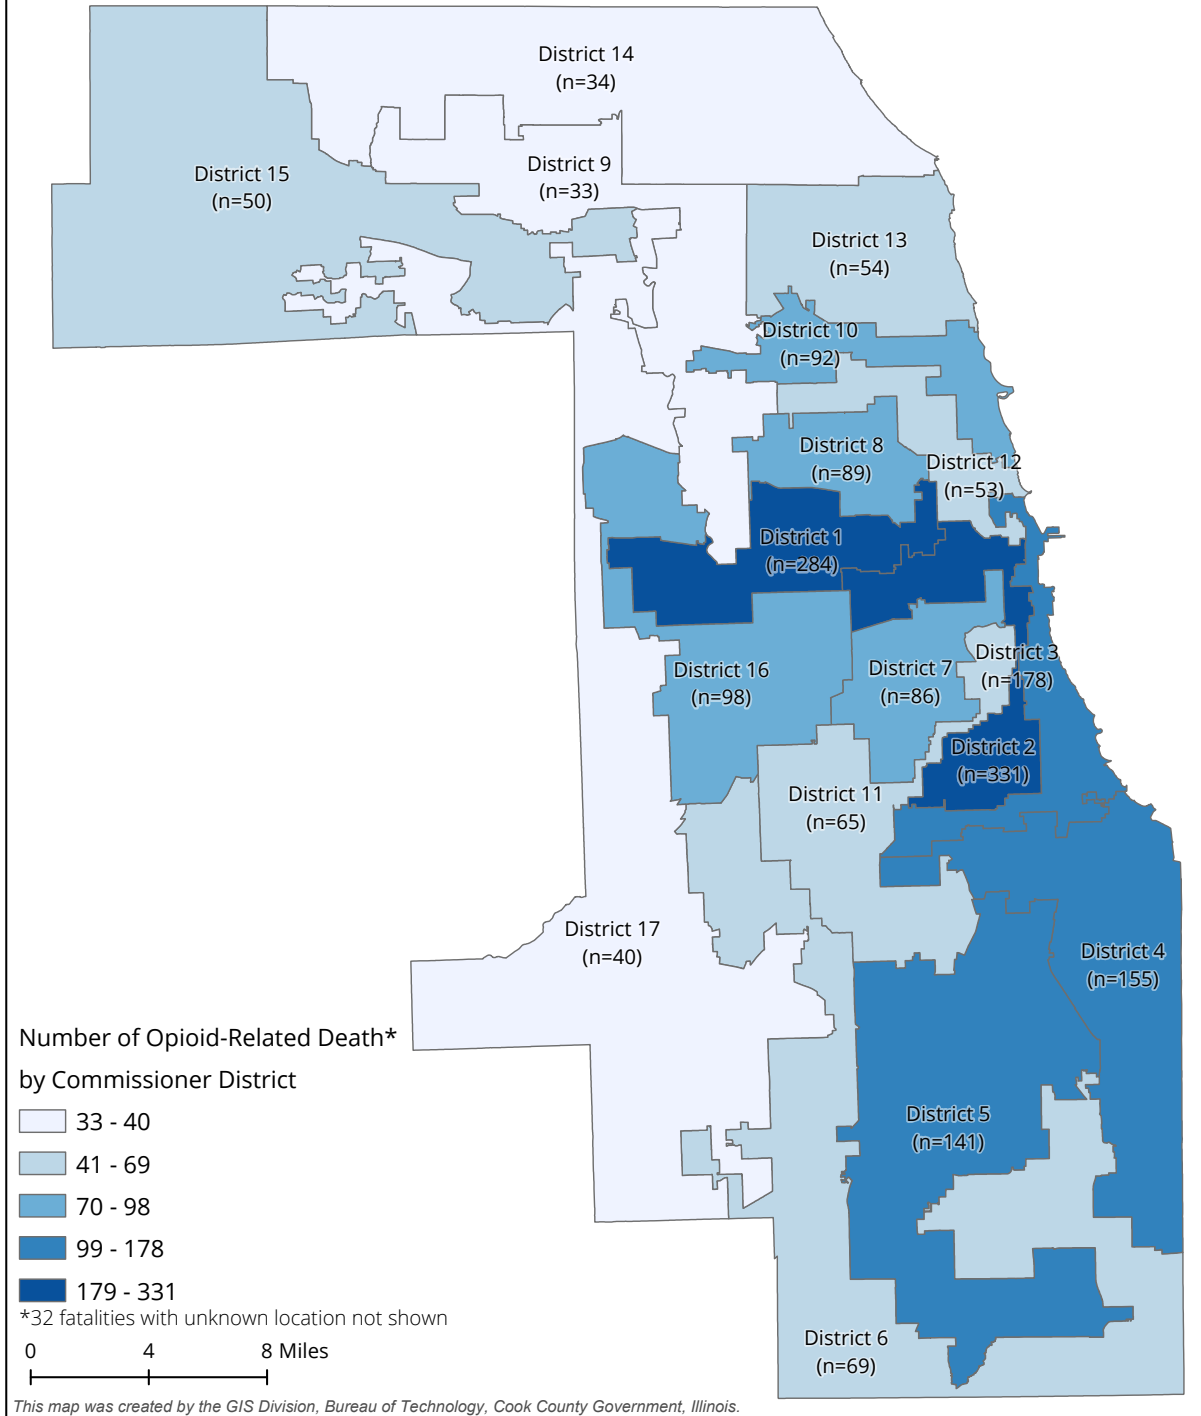 District 14
(n=34)
District 9
(n=33)
District 15
(n=50)
District 13
(n=54)
District 10
(n=92)
District 8
(n=89)
District 12
(n=53)
District 1
(n=284)
District 3
(n=178)
District 16
(n=98)
District 7
(n=86)
District 2
(n=331)
District 11
(n=65)
District 17
(n=40)
District 4
(n=155)
District 5
(n=141)
District 6
(n=69)
Number of Opioid-Related Death*
by Commissioner District
33 - 40
41 - 69
70 - 98
99 - 178
179 - 331
*32 fatalities with unknown location not shown
0 4 8 Miles
This map was created by the GIS Division, Bureau of Technology, Cook County Government, Illinois.